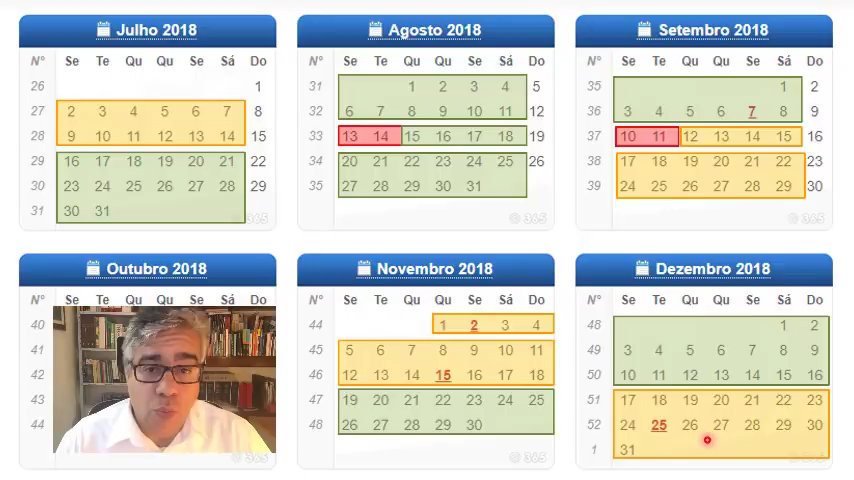 Julho 2018
Nº Se Te Qu Qu Se Sá Do
26 1
27 2 3 4 5 6 7 8
28 9 10 11 12 13 14 15
29 16 17 18 19 20 21 22
30 23 24 25 26 27 28 29
31 30 31
© 365
Agosto 2018
Nº Se Te Qu Qu Se Sá Do
31 1 2 3 4 5
32 6 7 8 9 10 11 12
33 13 14 15 16 17 18 19
34 20 21 22 23 24 25 26
35 27 28 29 30 31
© 365
Setembro 2018
Nº Se Te Qu Qu Se Sá Do
35 1 2
36 3 4 5 6 7 8 9
37 10 11 12 13 14 15 16
38 17 18 19 20 21 22 23
39 24 25 26 27 28 29 30
© 365
Outubro 2018
Nº Se Te Qu Qu Se Sá Do
40
41
42
43
44
© 365
Novembro 2018
Nº Se Te Qu Qu Se Sá Do
44 1 2 3 4
45 5 6 7 8 9 10 11
46 12 13 14 15 16 17 18
47 19 20 21 22 23 24 25
48 26 27 28 29 30
© 365
Dezembro 2018
Nº Se Te Qu Qu Se Sá Do
48 1 2
49 3 4 5 6 7 8 9
50 10 11 12 13 14 15 16
51 17 18 19 20 21 22 23
52 24 25 26 27 28 29 30
1 31
© 365